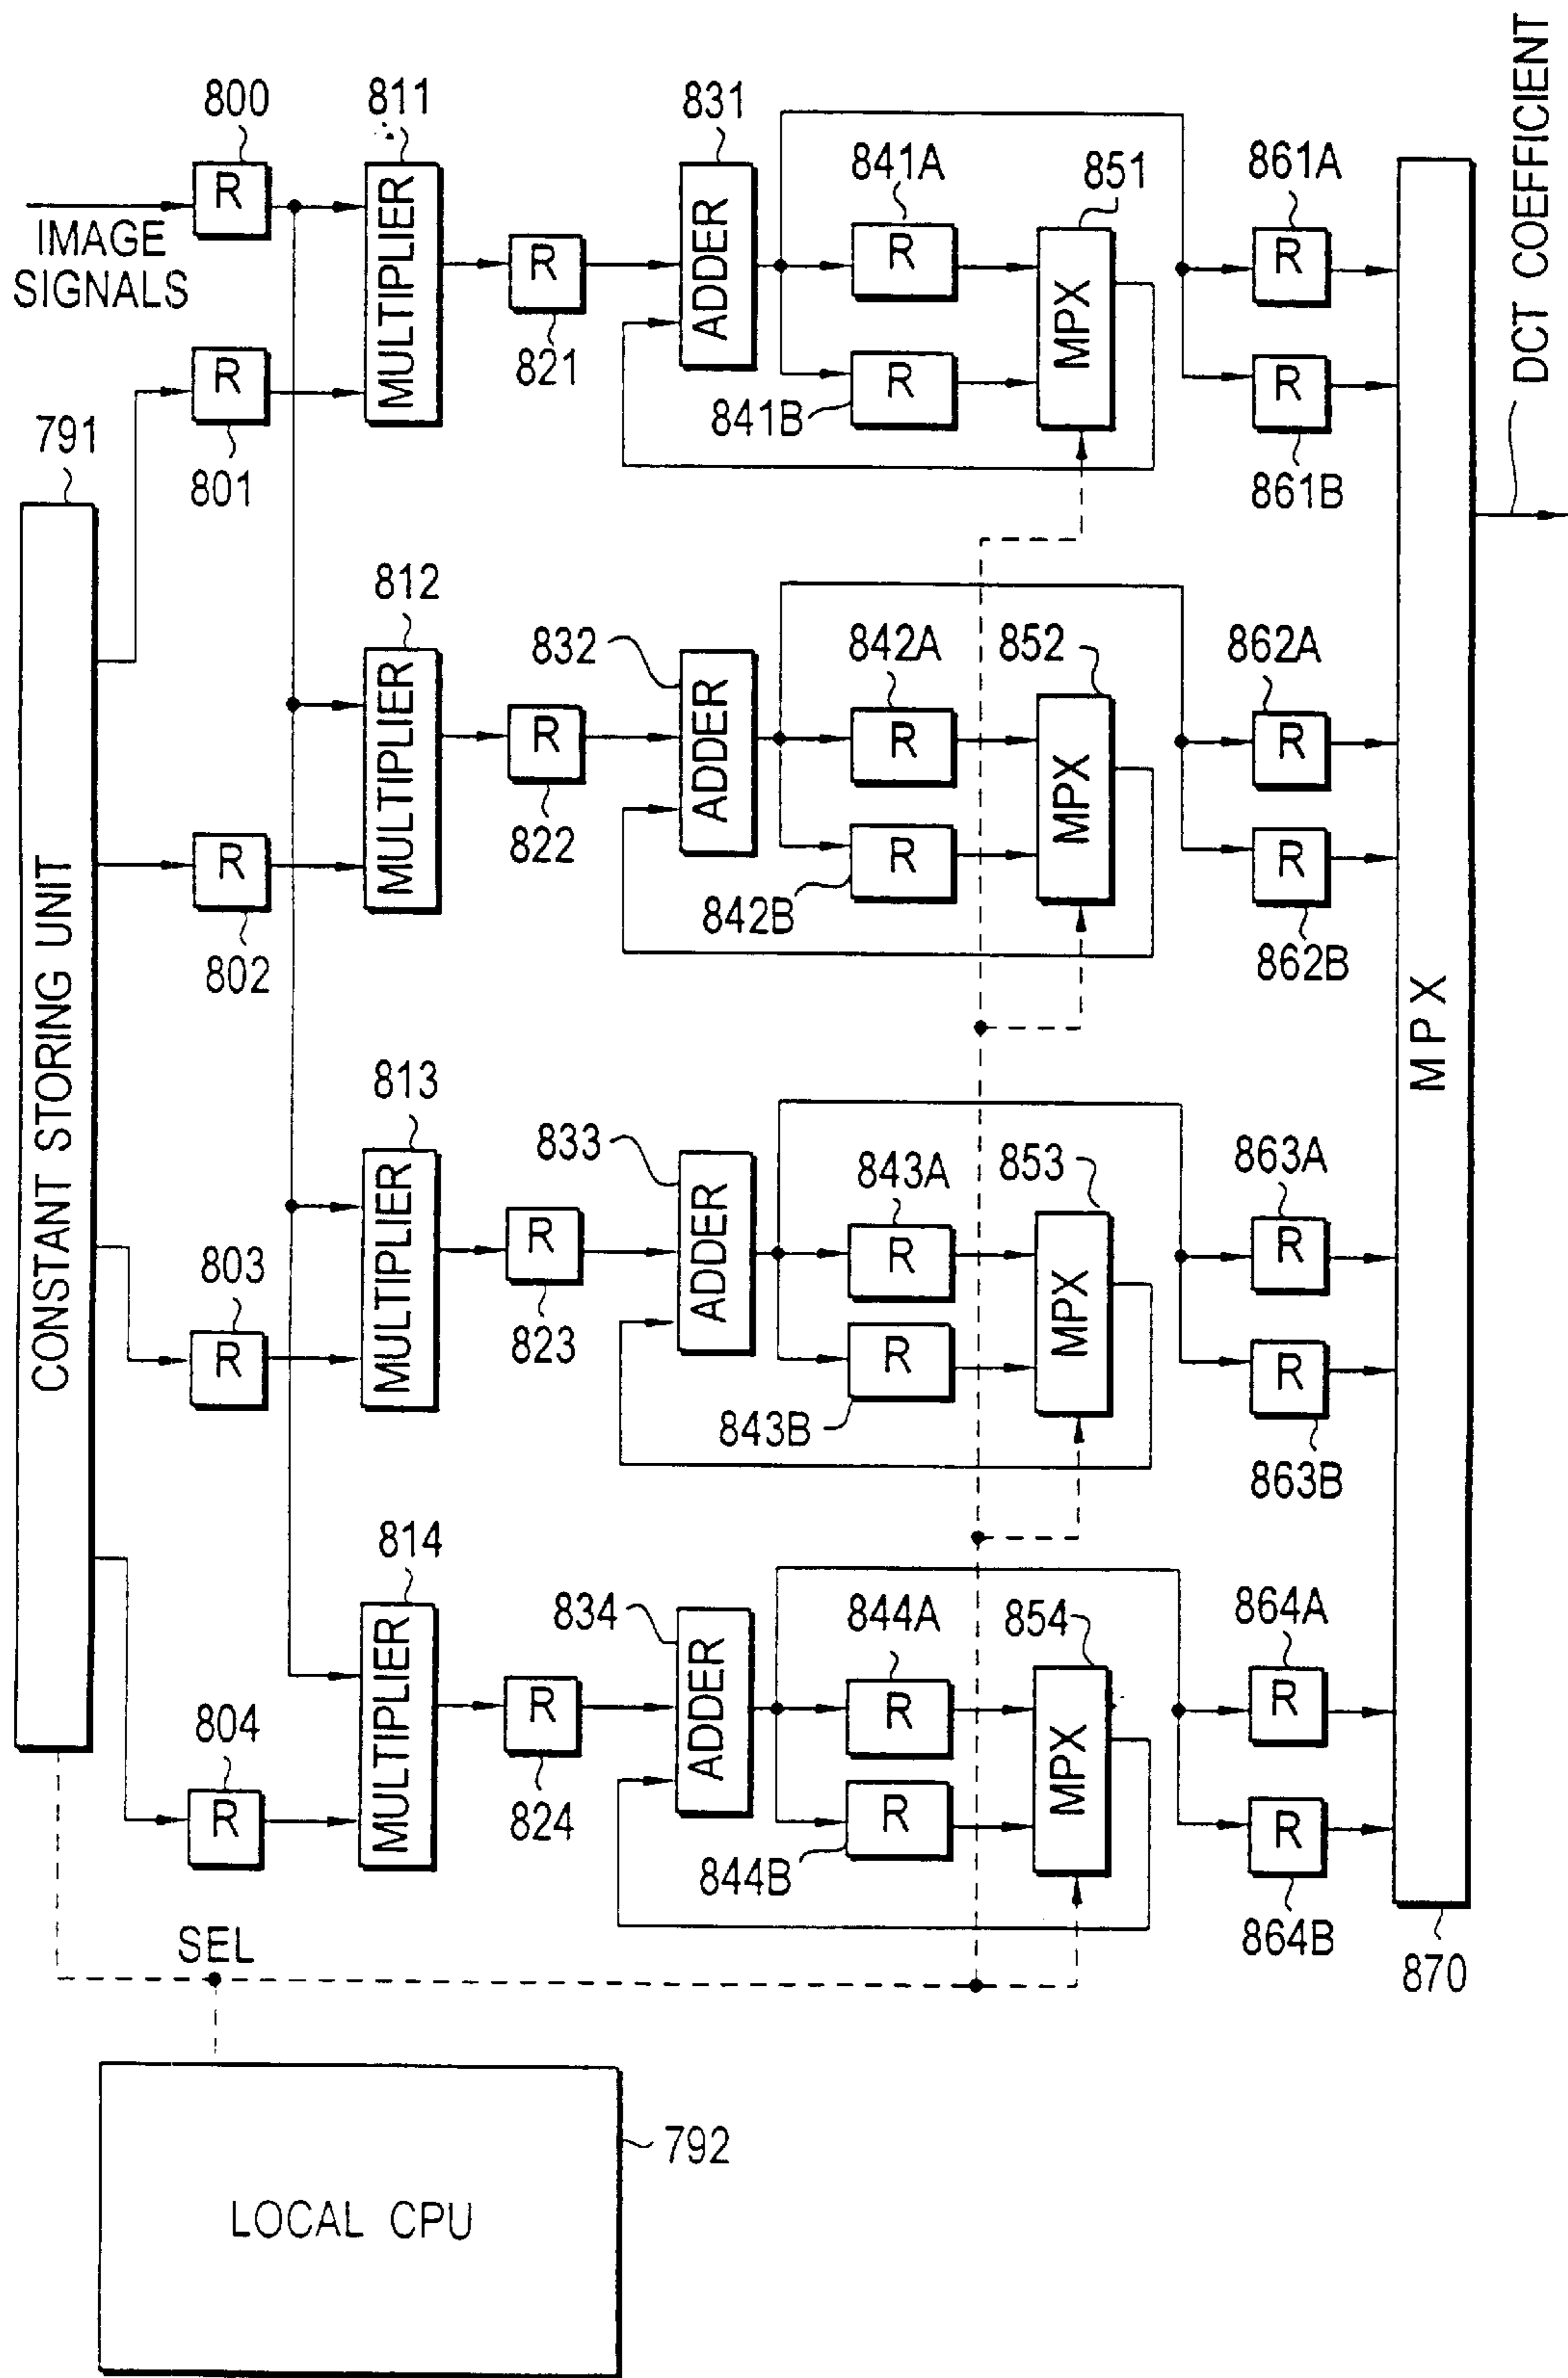 800
811
831
841A
851
861A
DCT COEFFICIENT
R
IMAGE
SIGNALS
MULTIPLIER
R
821
ADDER
R
R
841B
MPX
R
R
861B
791
R
801
CONSTANT STORING UNIT
812
832
842A
852
862A
MULTIPLIER
R
822
ADDER
R
R
842B
MPX
R
R
862B
R
802
MPX
813
833
843A
853
863A
MULTIPLIER
R
823
ADDER
R
R
843B
MPX
R
R
863B
803
R
814
834
844A
854
864A
MULTIPLIER
R
824
ADDER
R
R
844B
MPX
R
R
864B
804
R
870
SEL
792
LOCAL CPU